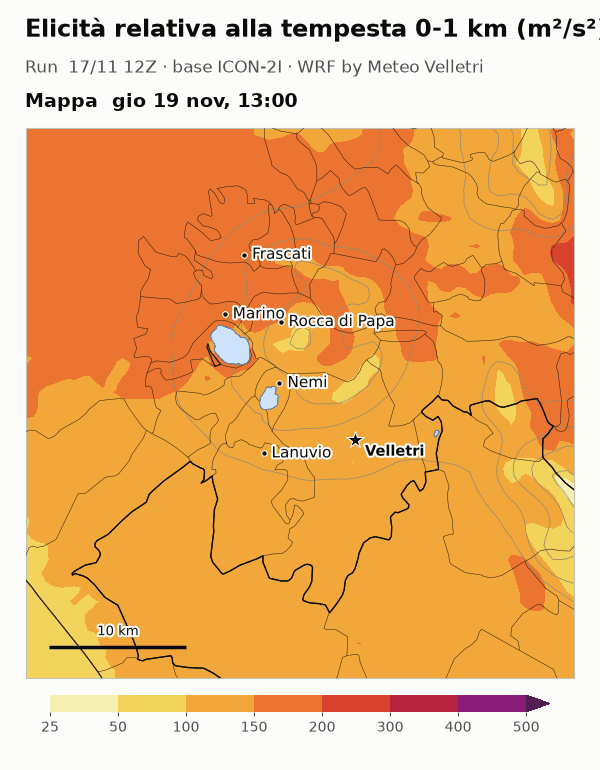 Elicità relativa alla tempesta 0-1 km (m²/s²)
Run  17/11 12Z · base ICON-2I · WRF by Meteo Velletri
Mappa  gio 19 nov, 13:00
Frascati
Marino
Rocca di Papa
Nemi
Velletri
Lanuvio
10 km
25 50 100 150 200 300 400 500